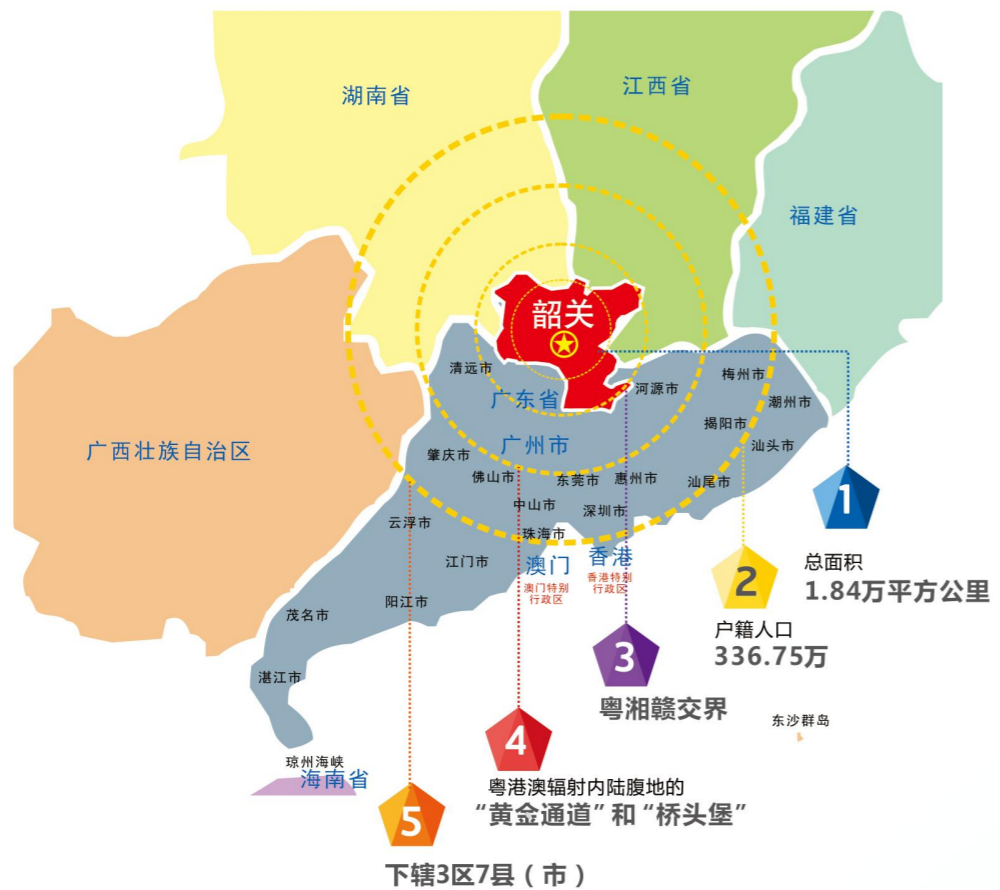 湖南省
江西省
福建省
韶关
清远市
河源市
梅州市
潮州市
广东省
揭阳市
广州市
汕头市
广西壮族自治区
肇庆市
佛山市
东莞市
惠州市
汕尾市
1
中山市
深圳市
云浮市
珠海市
江门市
澳门
澳门特别
行政区
香港
香港特别
行政区
2
总面积
1.84万平方公里
阳江市
茂名市
户籍人口
336.75万
3
湛江市
粤湘赣交界
东沙群岛
4
琼州海峡
海南省
粤港澳辐射内陆腹地的
“黄金通道”和“桥头堡”
5
下辖3区7县（市）